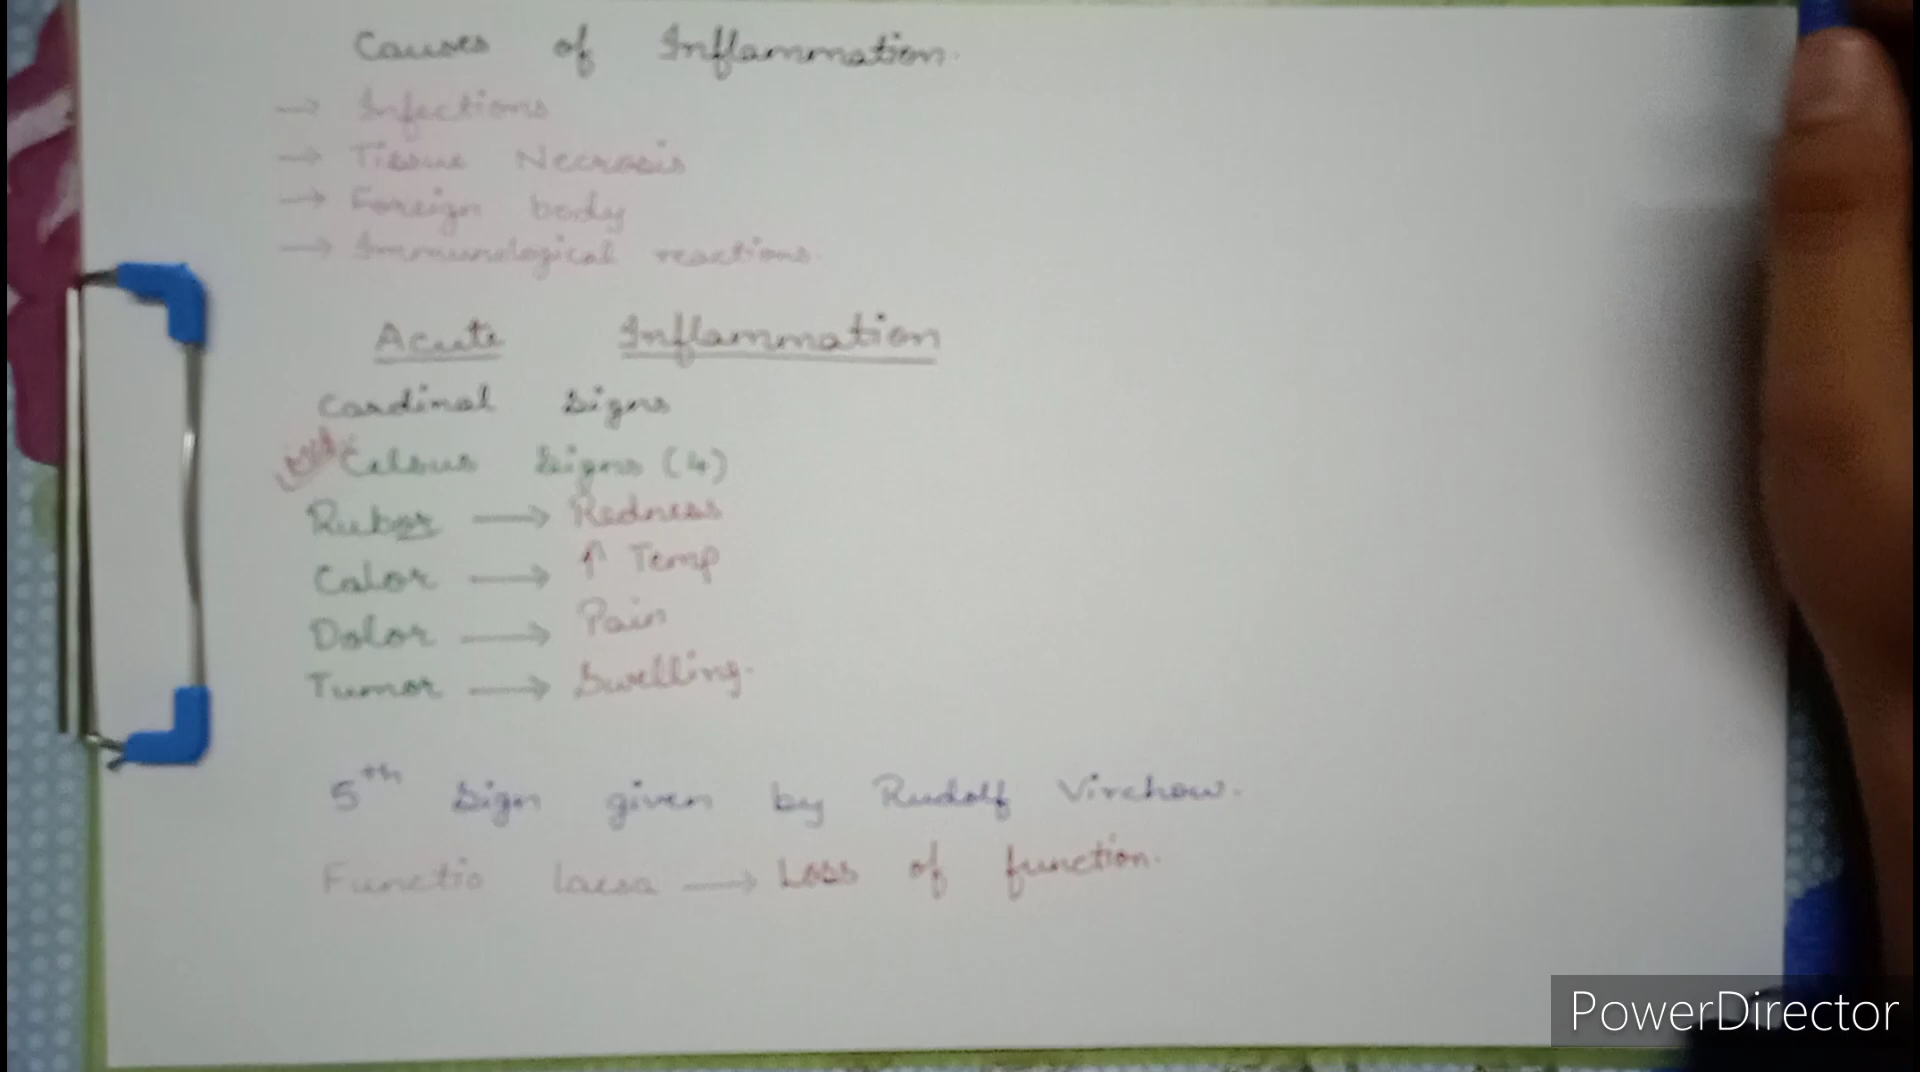 Causes of Inflammation.
→ Infections
→ Tissue Necrosis
→ Foreign body
→ Immunological reactions.
Acute Inflammation
Cardinal Signs
Celsus Signs (4)
Rubor → Redness
Calor → ↑ Temp
Dolor → Pain
Tumor → Swelling.
5th Sign given by Rudolf Virchow.
Functio laesa → Loss of function.
PowerDirector